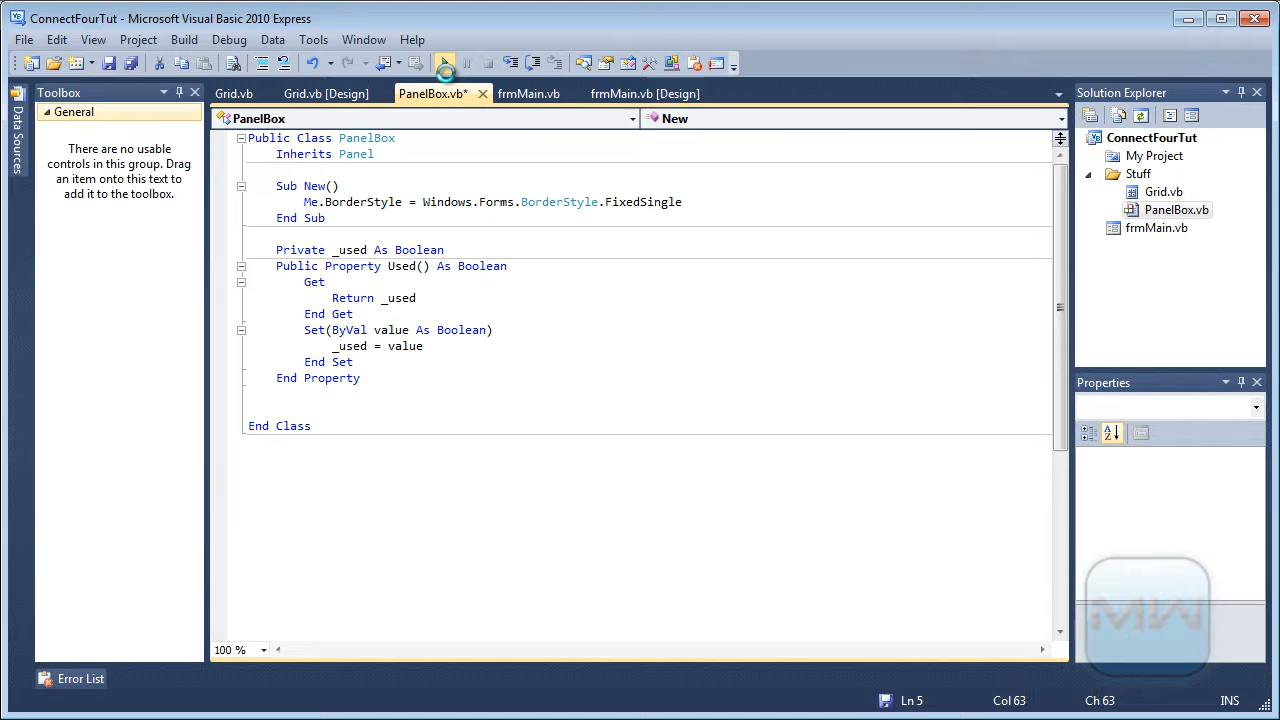 ConnectFourTut - Microsoft Visual Basic 2010 Express
File Edit View Project Build Debug Data Tools Window Help
Data Sources
Toolbox
General
There are no usable
controls in this group. Drag
an item onto this text to
add it to the toolbox.
Grid.vb Grid.vb [Design] PanelBox.vb* frmMain.vb frmMain.vb [Design]
PanelBox New
Public Class PanelBox
Inherits Panel
Sub New()
Me.BorderStyle = Windows.Forms.BorderStyle.FixedSingle
End Sub
Private _used As Boolean
Public Property Used() As Boolean
Get
Return _used
End Get
Set(ByVal value As Boolean)
_used = value
End Set
End Property
End Class
100 %
Solution Explorer
ConnectFourTut
My Project
Stuff
Grid.vb
PanelBox.vb
frmMain.vb
Properties
MW
Error List
Ln 5 Col 63 Ch 63 INS